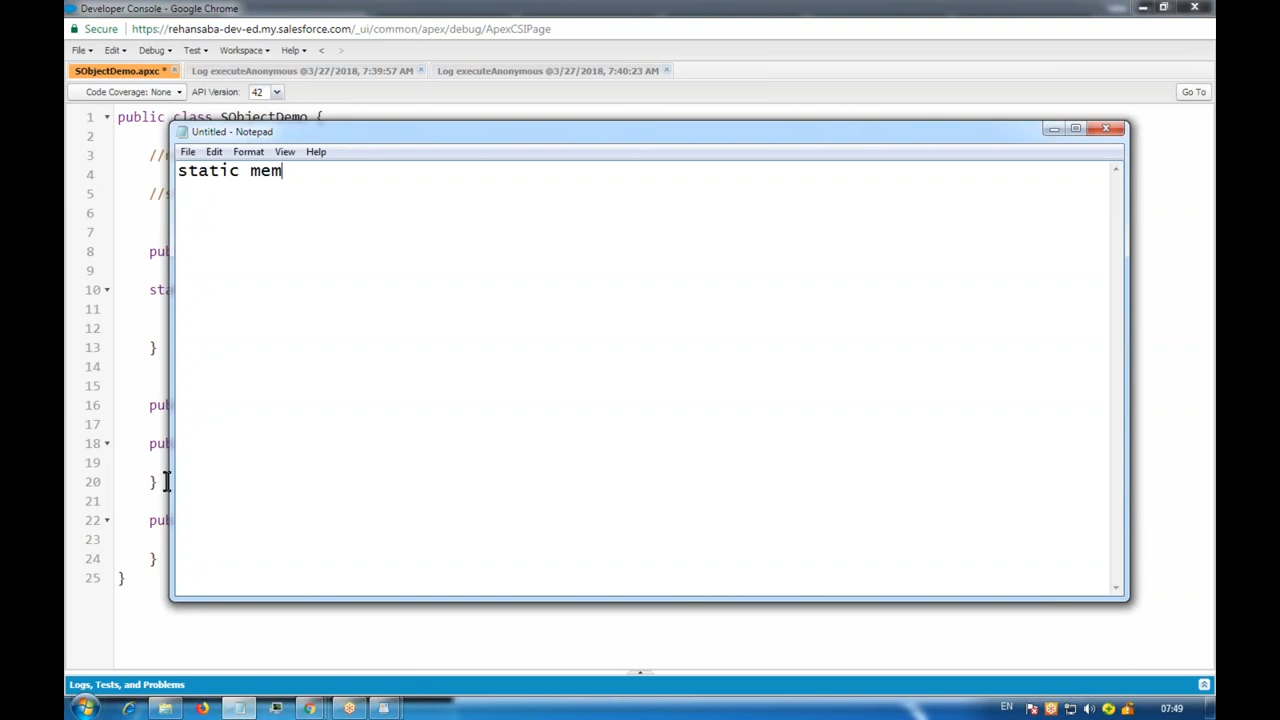 Developer Console - Google Chrome
Secure https://rehansaba-dev-ed.my.salesforce.com/_ui/common/apex/debug/ApexCSIPage
File Edit Debug Test Workspace Help < >
SObjectDemo.apxc * Log executeAnonymous @3/27/2018, 7:39:57 AM Log executeAnonymous @3/27/2018, 7:40:23 AM
Code Coverage: None API Version: 42 Go To
1 public class SObjectDemo {
2
Untitled - Notepad
File Edit Format View Help
static mem
3 //
4
5 //
6
7
8 pub
9
10 sta
11
12
13 }
14
15
16 pub
17
18 pub
19
20 }
21
22 pub
23
24 }
25 }
Logs, Tests, and Problems
EN 07:49